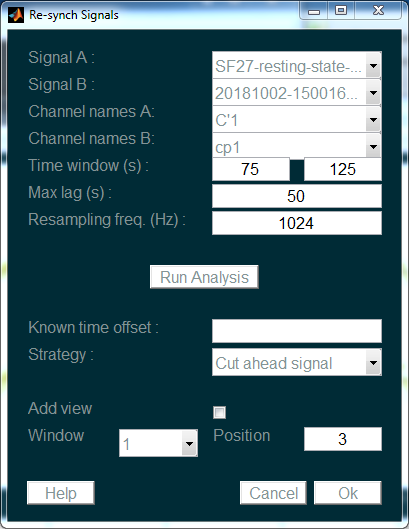 Re-synch Signals
Signal A : SF27-resting-state-...
Signal B : 20181002-150016...
Channel names A: C'1
Channel names B: cp1
Time window (s) : 75 125
Max lag (s) : 50
Resampling freq. (Hz) : 1024
Run Analysis
Known time offset :
Strategy : Cut ahead signal
Add view
Window 1 Position 3
Help Cancel Ok